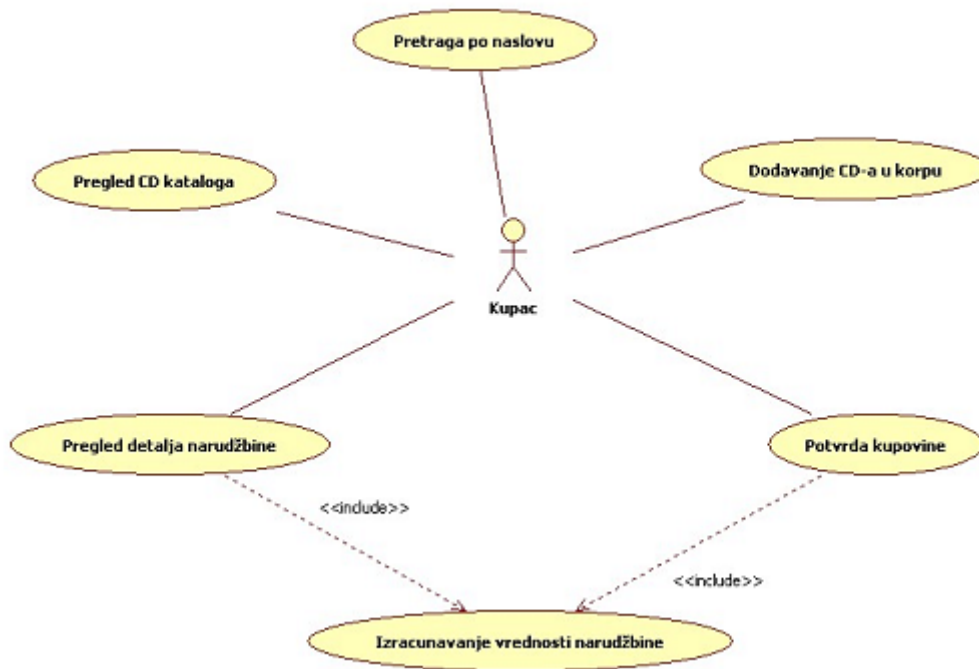 Pretraga po naslovu
Pregled CD kataloga
Dodavanje CD-a u korpu
Kupac
Pregled detalja narudžbine
Potvrda kupovine
<<include>>
<<include>>
Izracunavanje vrednosti narudžbine